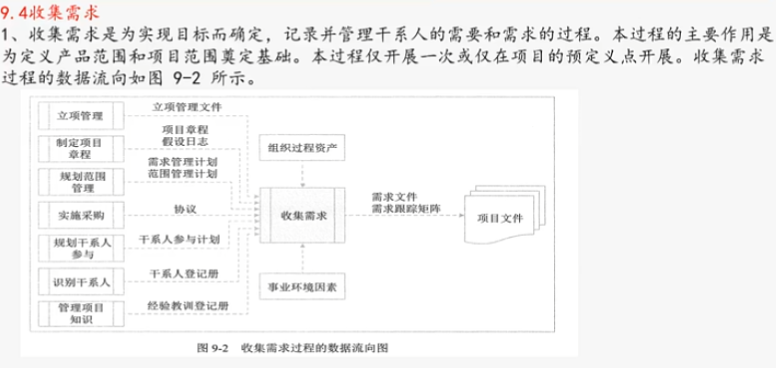 9.4收集需求
1、收集需求是为实现目标而确定，记录并管理干系人的需要和需求的过程。本过程的主要作用是
为定义产品范围和项目范围奠定基础。本过程仅开展一次或仅在项目的预定义点开展。收集需求
过程的数据流向如图 9-2 所示。
立项管理
立项管理文件
制定项目
章程
项目章程
假设日志
组织过程资产
规划范围
管理
需求管理计划
范围管理计划
实施采购
协议
收集需求
需求文件
需求跟踪矩阵
项目文件
规划干系人
参与
干系人参与计划
识别干系人
干系人登记册
事业环境因素
管理项目
知识
经验教训登记册
图 9-2 收集需求过程的数据流向图